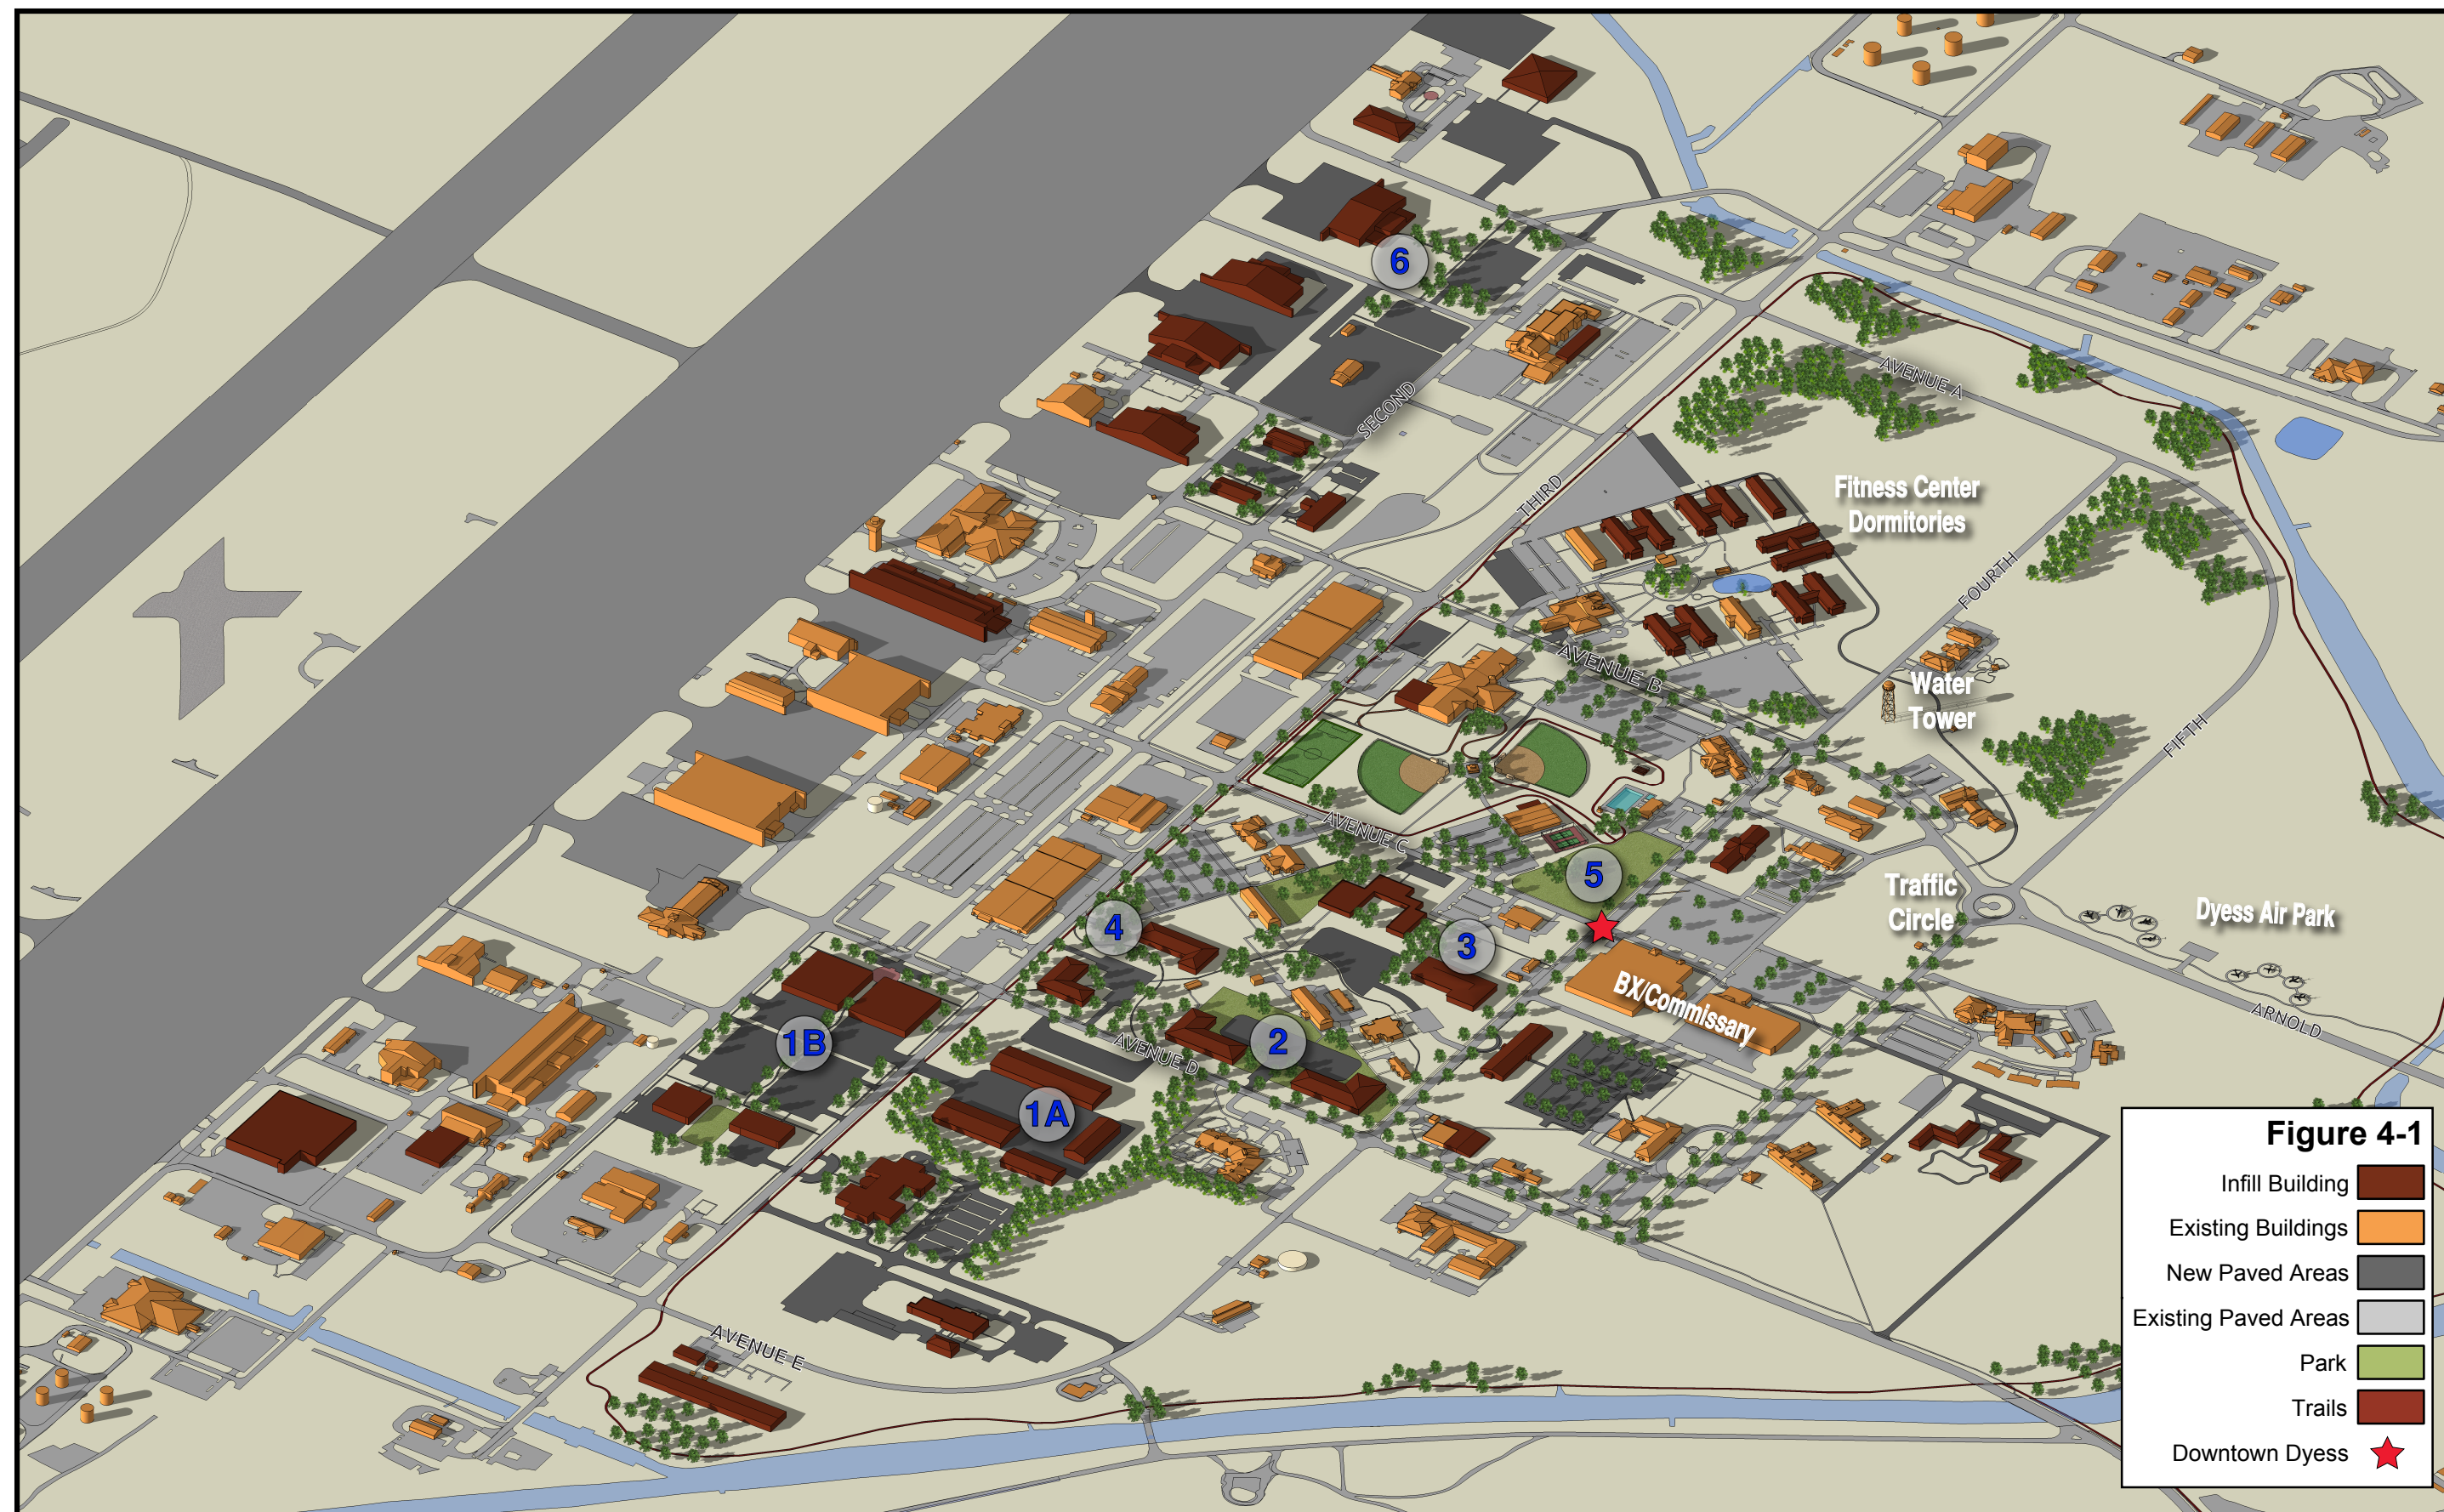 6
AVENUE A
SECOND
THIRD
Fitness Center
Dormitories
FOURTH
AVENUE B
Water
Tower
FIFTH
AVENUE C
5
Traffic
Circle
Dyess Air Park
4
3
BX/Commissary
ARNOLD
1B
2
AVENUE D
1A
AVENUE E
Figure 4-1
Infill Building
Existing Buildings
New Paved Areas
Existing Paved Areas
Park
Trails
Downtown Dyess